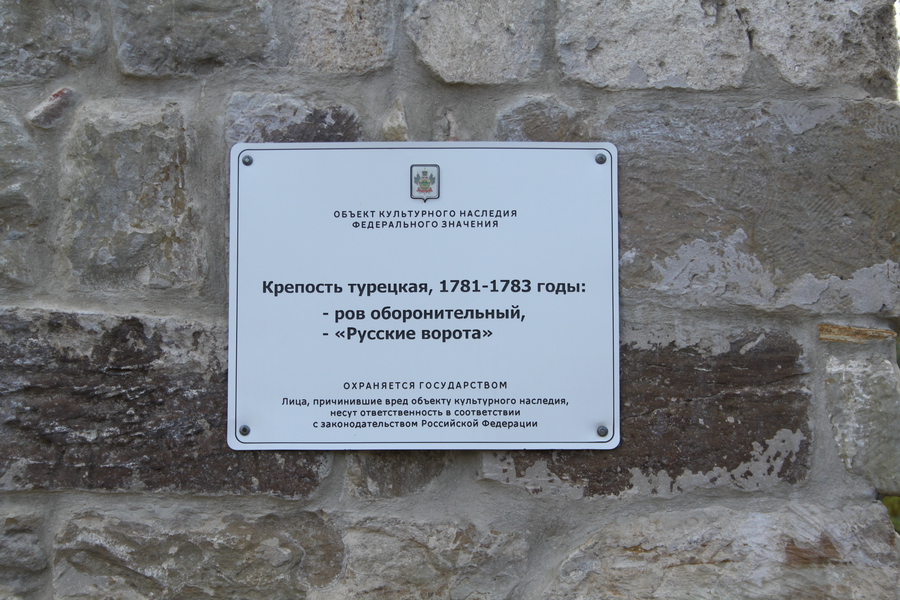 ОБЪЕКТ КУЛЬТУРНОГО НАСЛЕДИЯ
ФЕДЕРАЛЬНОГО ЗНАЧЕНИЯ
Крепость турецкая, 1781-1783 годы:
- ров оборонительный,
- «Русские ворота»
ОХРАНЯЕТСЯ ГОСУДАРСТВОМ
Лица, причинившие вред объекту культурного наследия,
несут ответственность в соответствии
с законодательством Российской Федерации